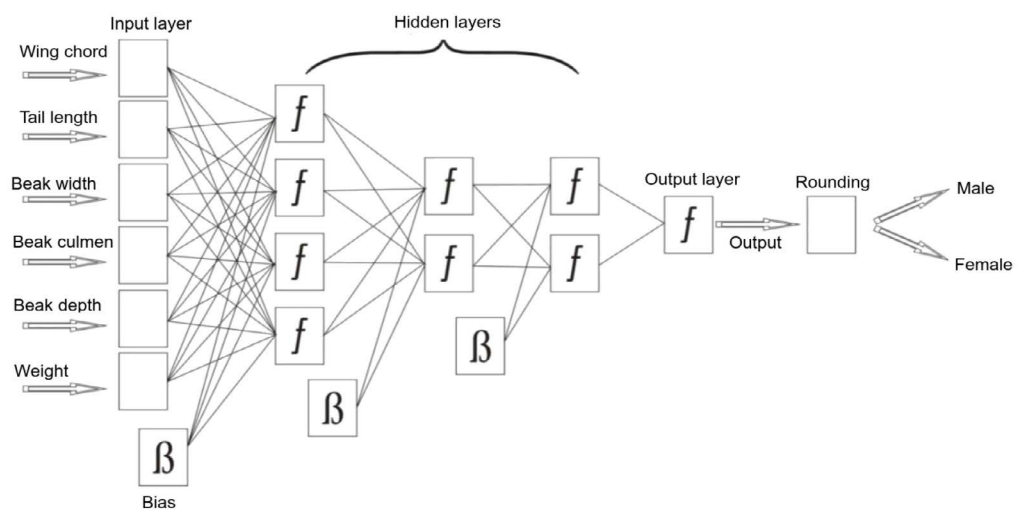 Input layer
Hidden layers
Wing chord
Tail length
Beak width
Beak culmen
Beak depth
Weight
ƒ
ƒ
ƒ
ƒ
ƒ
ƒ
ƒ
ƒ
Output layer
ƒ
Output
Rounding
Male
Female
ß
ß
ß
Bias